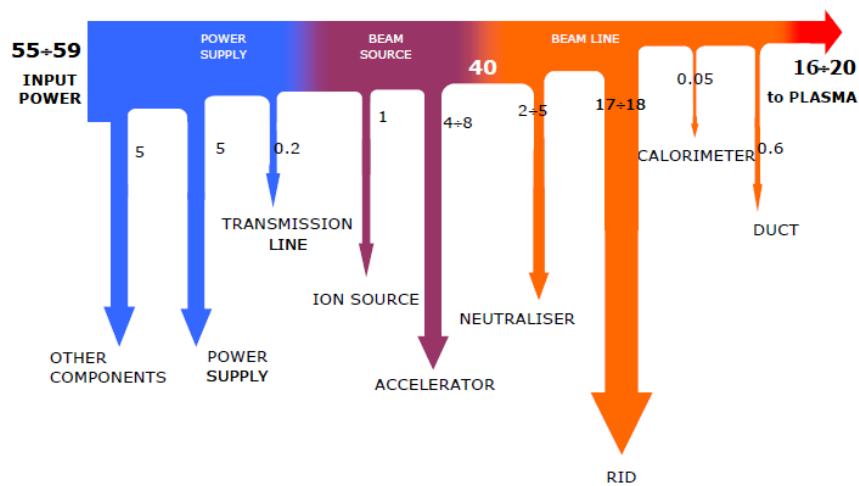 55÷59
INPUT
POWER
POWER
SUPPLY
BEAM
SOURCE
40
BEAM LINE
16÷20
to PLASMA
5
5
0.2
1
4÷8
2÷5
17÷18
0.05
0.6
OTHER
COMPONENTS
POWER
SUPPLY
TRANSMISSION
LINE
ION SOURCE
ACCELERATOR
NEUTRALISER
RID
CALORIMETER
DUCT